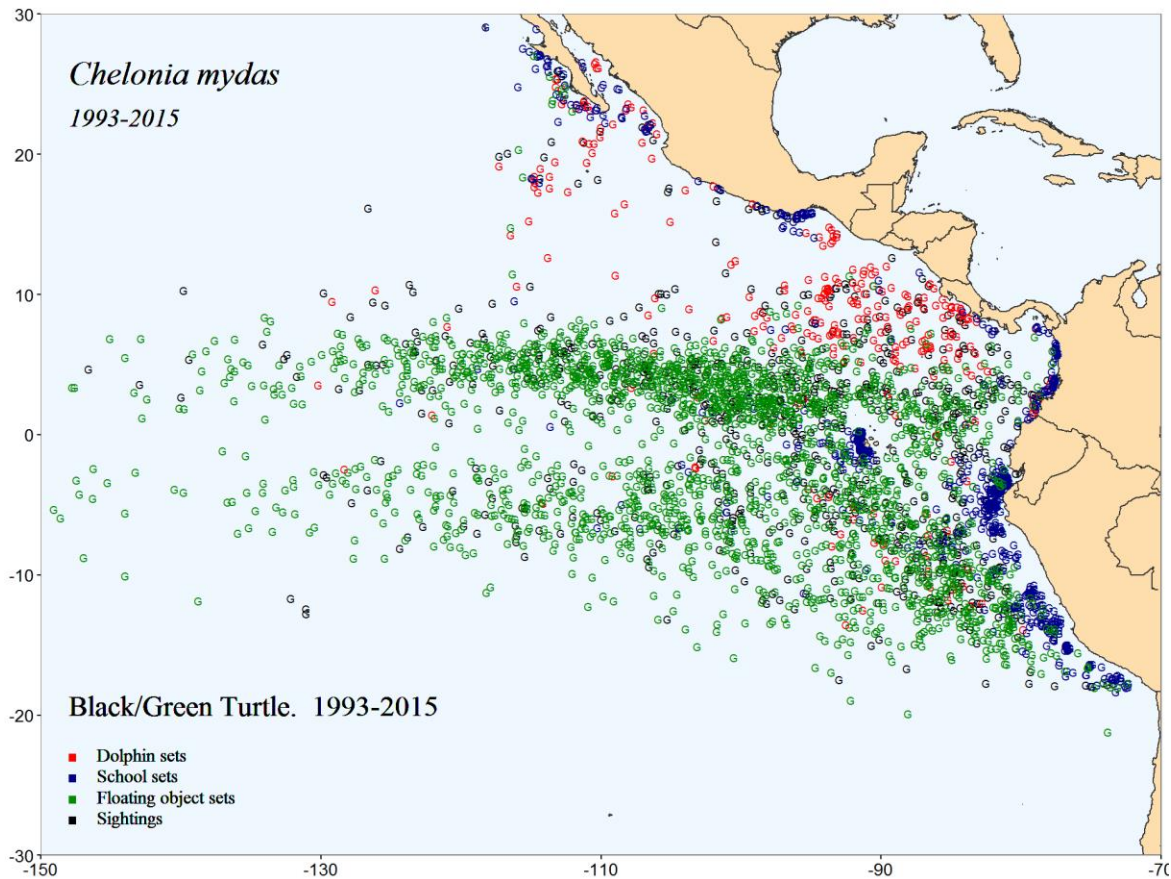 30
Chelonia mydas
1993-2015
20
10
0
-10
Black/Green Turtle. 1993-2015
-20
Dolphin sets
School sets
Floating object sets
Sightings
-30
-150
-130
-110
-90
-70